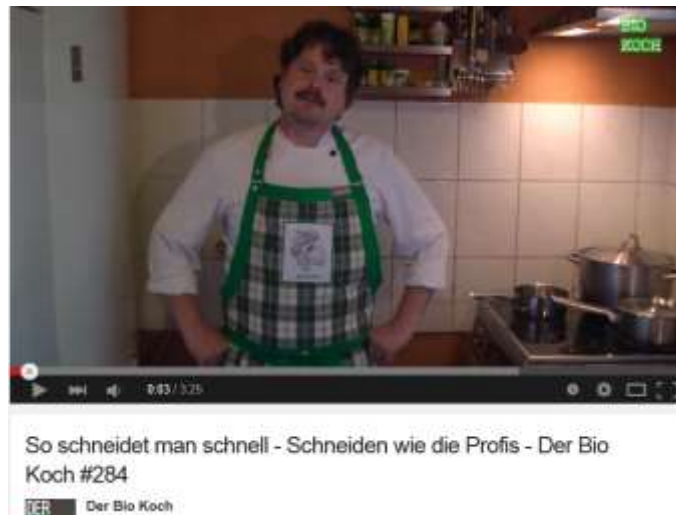 BIO
KOCH
0:03 / 3:25
So schneidet man schnell - Schneiden wie die Profis - Der Bio
Koch #284
DER
Der Bio Koch